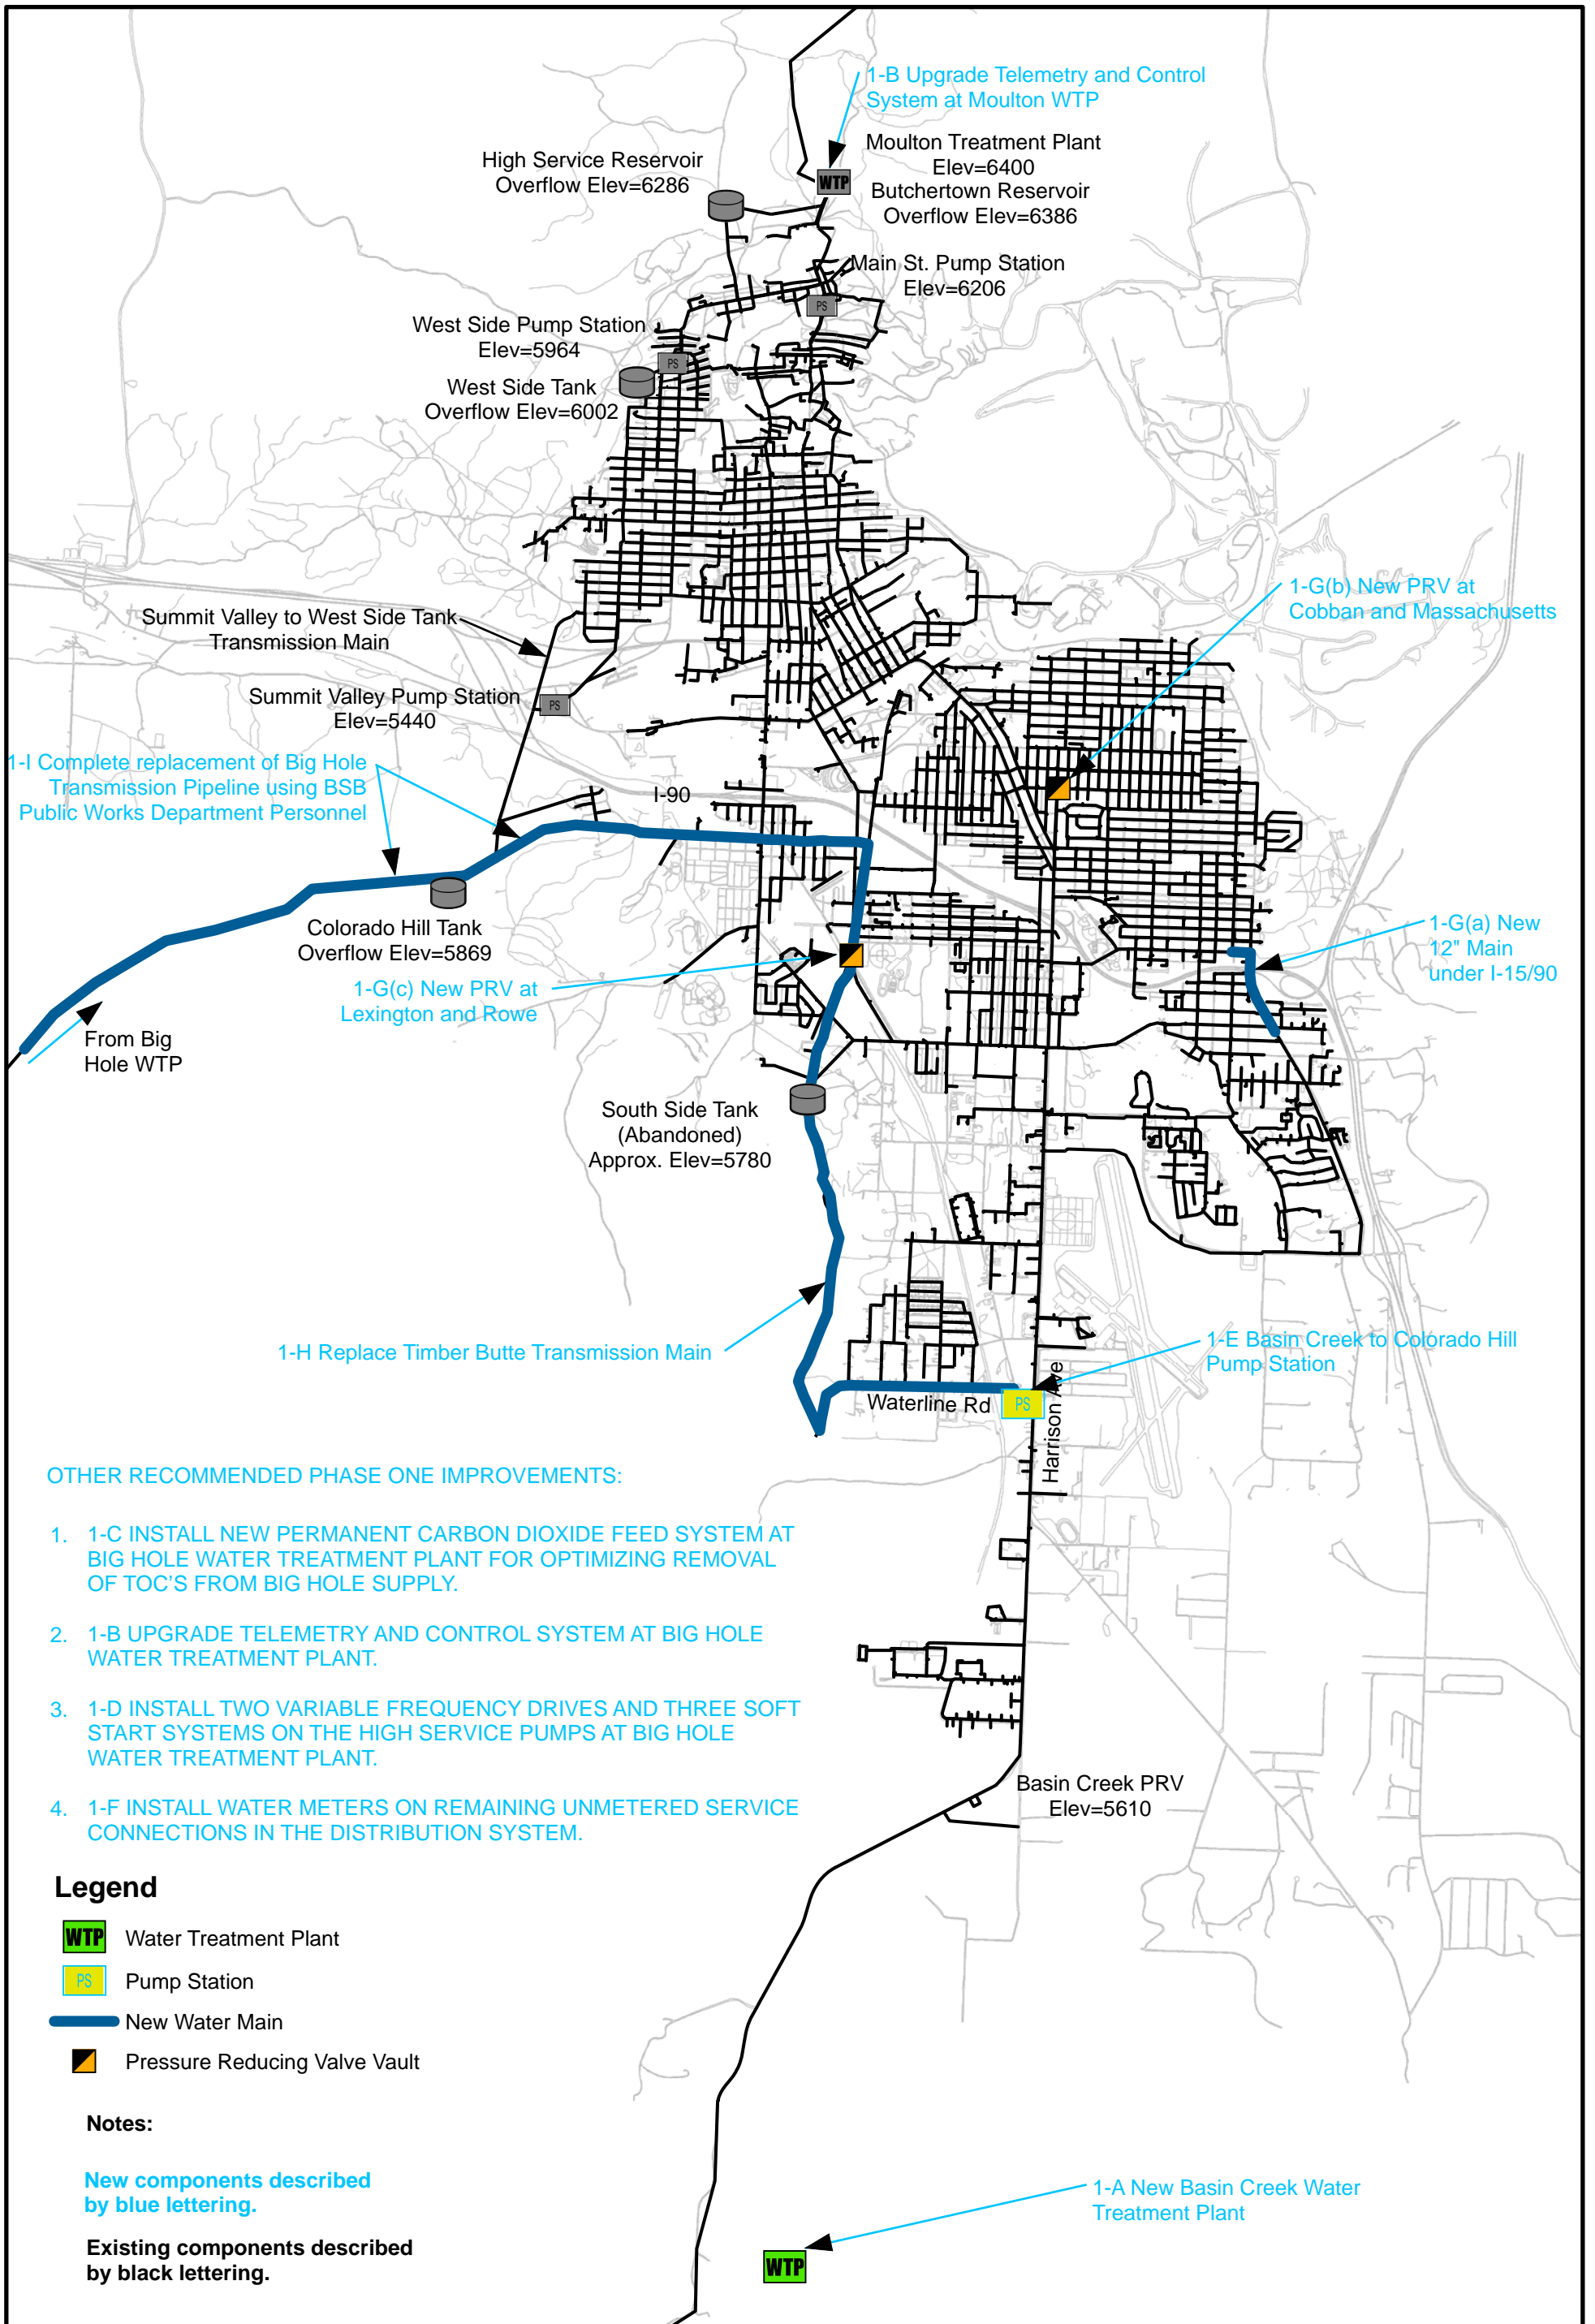 1-B Upgrade Telemetry and Control
System at Moulton WTP
Moulton Treatment Plant
Elev=6400
High Service Reservoir
Overflow Elev=6286
WTP
Butchertown Reservoir
Overflow Elev=6386
Main St. Pump Station
Elev=6206
PS
West Side Pump Station
Elev=5964
PS
West Side Tank
Overflow Elev=6002
1-G(b) New PRV at
Cobban and Massachusetts
Summit Valley to West Side Tank
Transmission Main
Summit Valley Pump Station
Elev=5440
PS
1-I Complete replacement of Big Hole
Transmission Pipeline using BSB
Public Works Department Personnel
I-90
Colorado Hill Tank
Overflow Elev=5869
1-G(a) New
12" Main
under I-15/90
1-G(c) New PRV at
Lexington and Rowe
From Big
Hole WTP
South Side Tank
(Abandoned)
Approx. Elev=5780
1-H Replace Timber Butte Transmission Main
1-E Basin Creek to Colorado Hill
Pump Station
Waterline Rd
PS
Harrison Ave
OTHER RECOMMENDED PHASE ONE IMPROVEMENTS:
1. 1-C INSTALL NEW PERMANENT CARBON DIOXIDE FEED SYSTEM AT
BIG HOLE WATER TREATMENT PLANT FOR OPTIMIZING REMOVAL
OF TOC'S FROM BIG HOLE SUPPLY.
2. 1-B UPGRADE TELEMETRY AND CONTROL SYSTEM AT BIG HOLE
WATER TREATMENT PLANT.
3. 1-D INSTALL TWO VARIABLE FREQUENCY DRIVES AND THREE SOFT
START SYSTEMS ON THE HIGH SERVICE PUMPS AT BIG HOLE
WATER TREATMENT PLANT.
4. 1-F INSTALL WATER METERS ON REMAINING UNMETERED SERVICE
CONNECTIONS IN THE DISTRIBUTION SYSTEM.
Basin Creek PRV
Elev=5610
Legend
WTP Water Treatment Plant
PS Pump Station
New Water Main
Pressure Reducing Valve Vault
Notes:
New components described
by blue lettering.
Existing components described
by black lettering.
1-A New Basin Creek Water
Treatment Plant
WTP